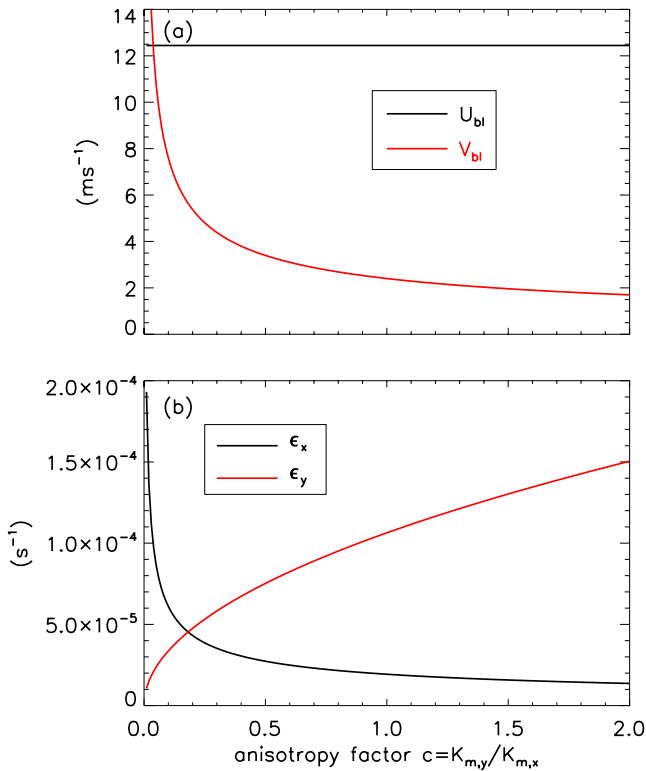 (a)
14
12
10
8
6
4
2
0
(ms⁻¹)
U_bl
V_bl
(b)
2.0×10⁻⁴
1.5×10⁻⁴
1.0×10⁻⁴
5.0×10⁻⁵
0
(s⁻¹)
ϵ_x
ϵ_y
0.0 0.5 1.0 1.5 2.0
anisotropy factor c=K_m,y/K_m,x